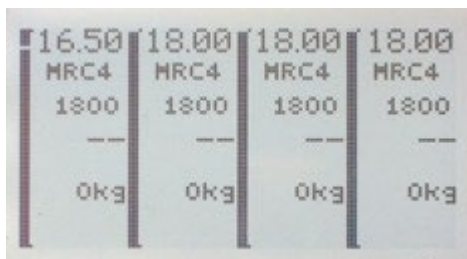 16.50 18.00 18.00 18.00
MRC4 MRC4 MRC4 MRC4
1800 1800 1800 1800
-- -- -- --
0kg 0kg 0kg 0kg